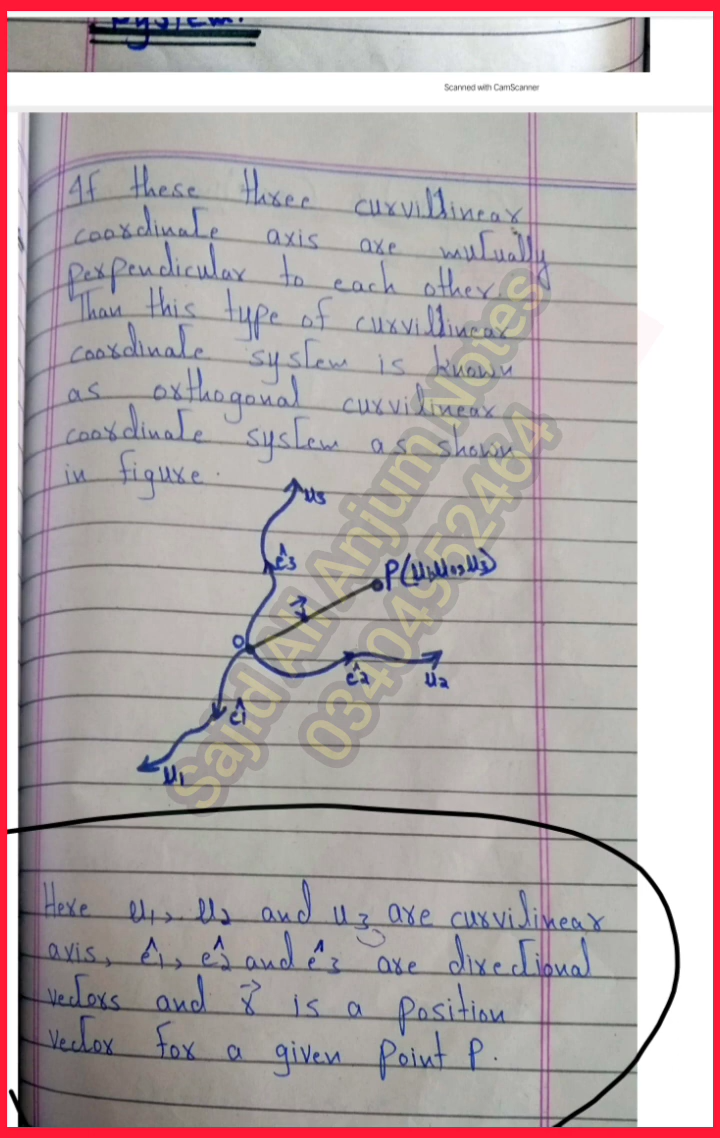 system.
Scanned with CamScanner
If these three curvillinear
coordinate axis are mutually
perpendicular to each other.
Than this type of curvillinear
coordinate system is known
as orthogonal curvilinear
coordinate system as shown
in figure.
u3
ê3
P(u1,u2,u3)
r⃗
O
ê2
u2
ê1
u1
Here u1, u2 and u3 are curvilinear
axis, ê1, ê2 and ê3 are directional
vectors and r⃗ is a position
vector for a given point P.
Sajid Ali Anjum Notes
03404952464